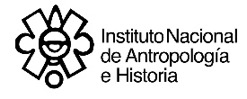 Instituto Nacional
de Antropología
e Historia